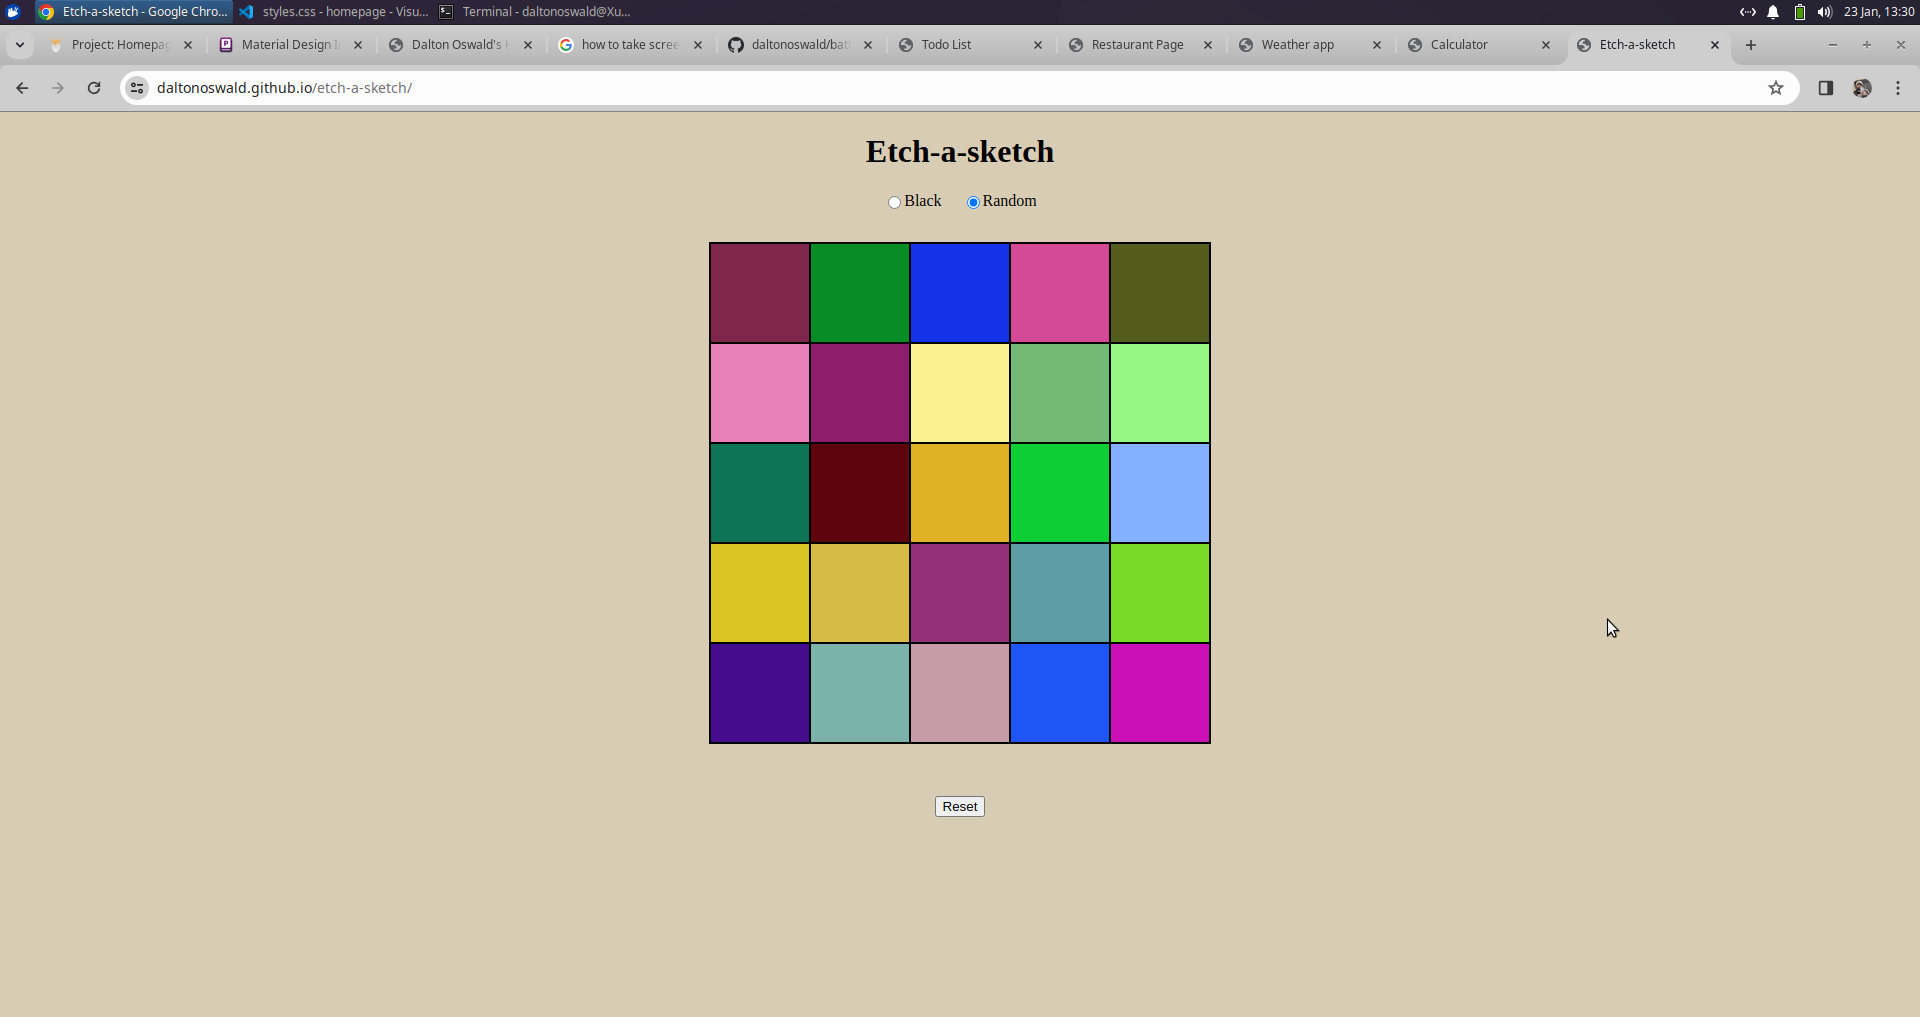 Etch-a-sketch - Google Chro...
styles.css - homepage - Visu...
Terminal - daltonoswald@Xu...
23 Jan, 13:30
Project: Homepag
Material Design
Dalton Oswald's
how to take scree
daltonoswald/bat
Todo List
Restaurant Page
Weather app
Calculator
Etch-a-sketch
daltonoswald.github.io/etch-a-sketch/
Etch-a-sketch
Black Random
Reset